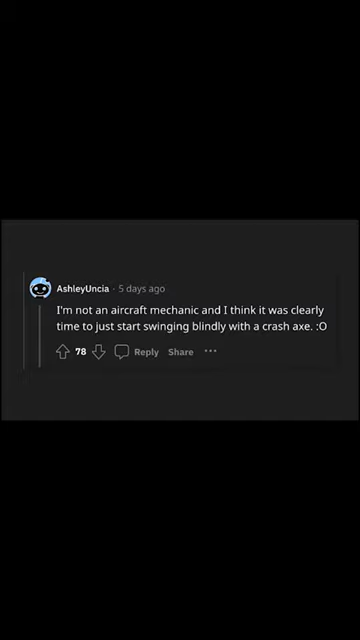 AshleyUncia · 5 days ago
I'm not an aircraft mechanic and I think it was clearly
time to just start swinging blindly with a crash axe. :O
78 Reply Share ···